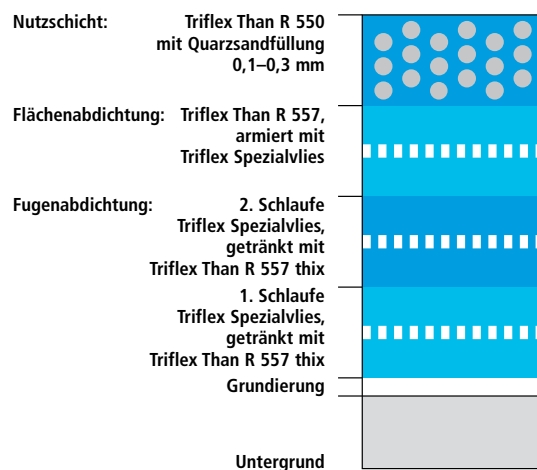 Nutzschicht: Triflex Than R 550
mit Quarzsandfüllung
0,1–0,3 mm
Flächenabdichtung: Triflex Than R 557,
armiert mit
Triflex Spezialvlies
Fugenabdichtung: 2. Schlaufe
Triflex Spezialvlies,
getränkt mit
Triflex Than R 557 thix
1. Schlaufe
Triflex Spezialvlies,
getränkt mit
Triflex Than R 557 thix
Grundierung
Untergrund